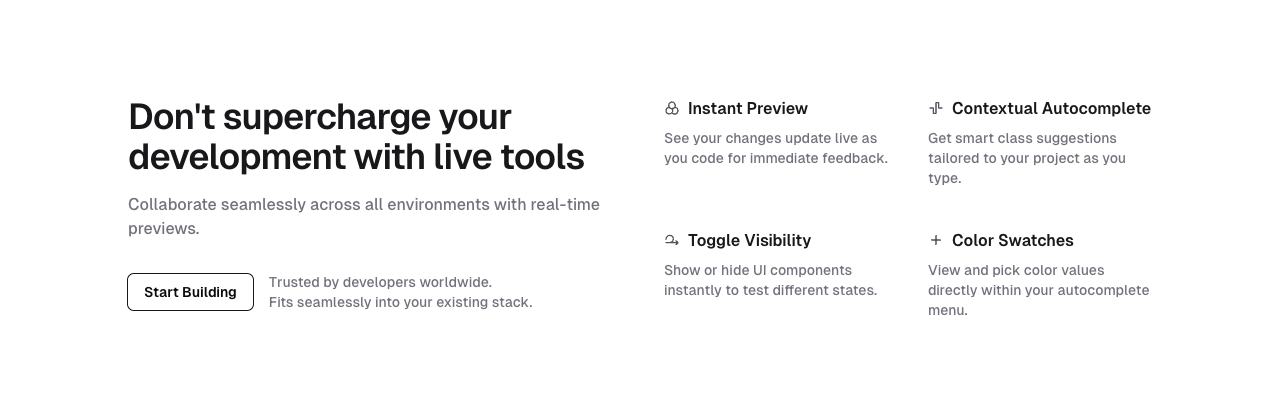 Don't supercharge your
development with live tools
Collaborate seamlessly across all environments with real-time
previews.
Start Building
Trusted by developers worldwide.
Fits seamlessly into your existing stack.
Instant Preview
See your changes update live as
you code for immediate feedback.
Contextual Autocomplete
Get smart class suggestions
tailored to your project as you
type.
Toggle Visibility
Show or hide UI components
instantly to test different states.
Color Swatches
View and pick color values
directly within your autocomplete
menu.